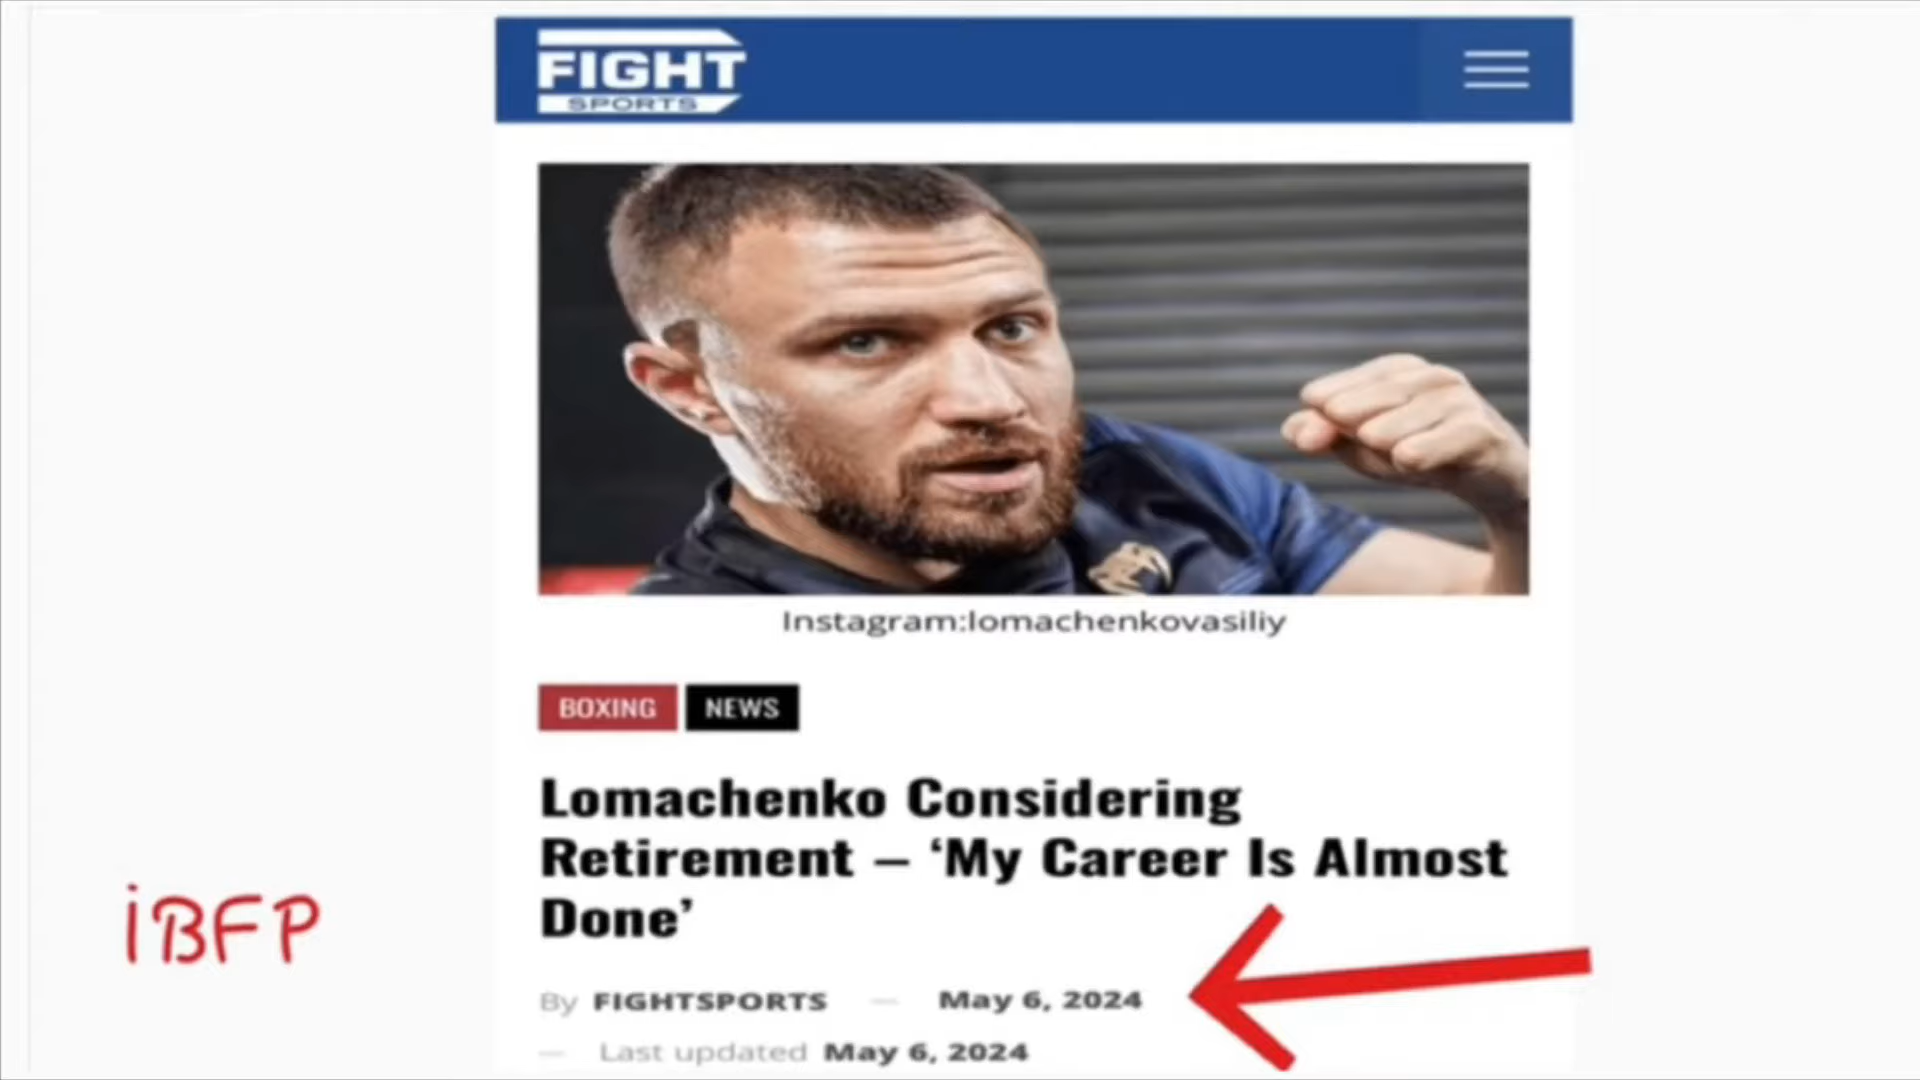 FIGHT
SPORTS
Instagram:lomachenkovasiliy
BOXING NEWS
Lomachenko Considering
Retirement – ‘My Career Is Almost
Done’
iBFP
By FIGHTSPORTS — May 6, 2024
— Last updated May 6, 2024